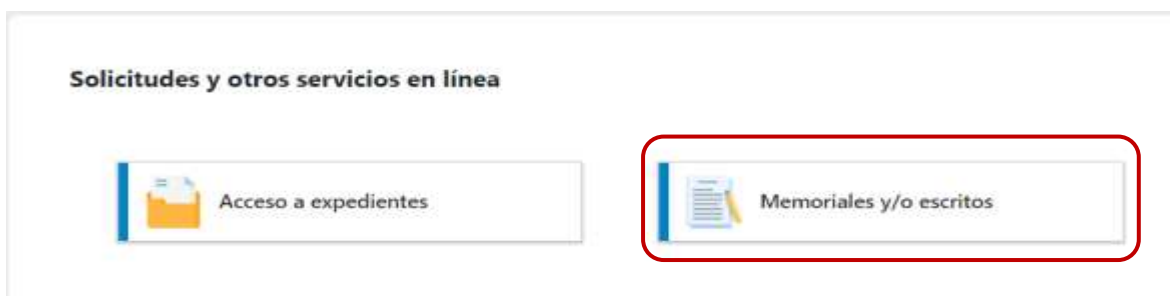 Solicitudes y otros servicios en línea
Acceso a expedientes
Memoriales y/o escritos